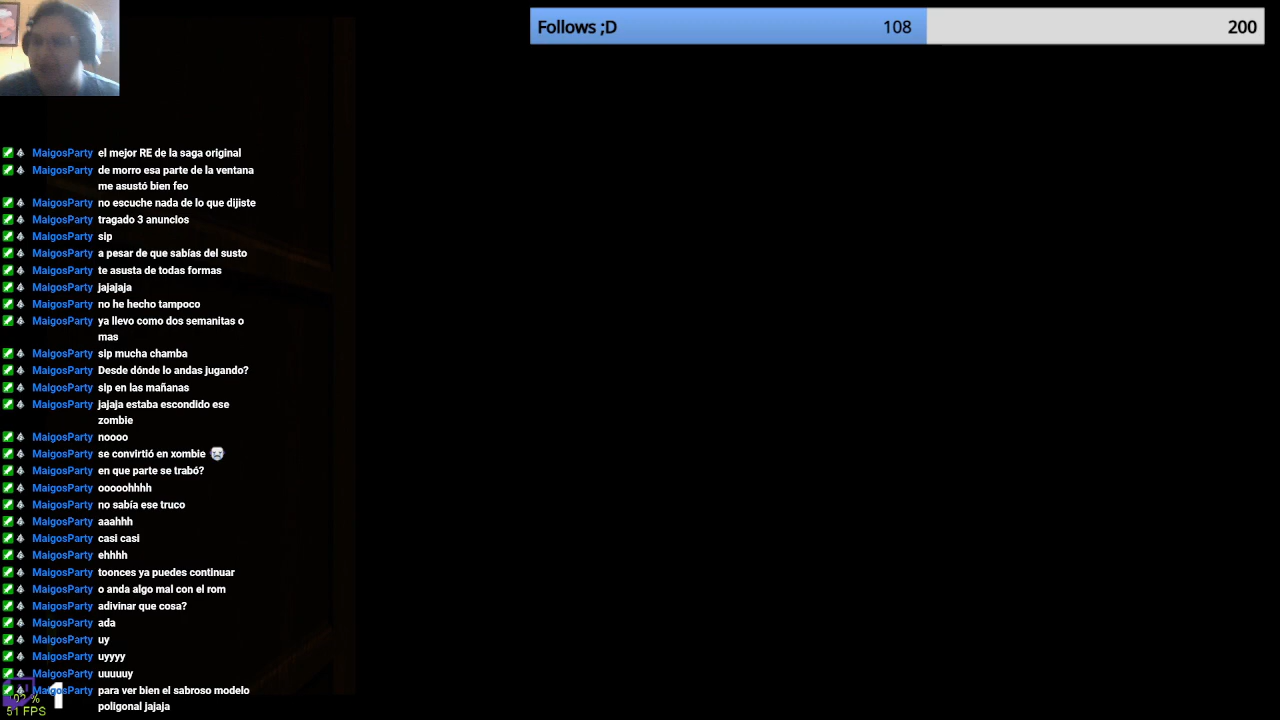 Follows ;D 108 200
MaigosParty el mejor RE de la saga original
MaigosParty de morro esa parte de la ventana
me asustó bien feo
MaigosParty no escuche nada de lo que dijiste
MaigosParty tragado 3 anuncios
MaigosParty sip
MaigosParty a pesar de que sabías del susto
MaigosParty te asusta de todas formas
MaigosParty jajajaja
MaigosParty no he hecho tampoco
MaigosParty ya llevo como dos semanitas o
mas
MaigosParty sip mucha chamba
MaigosParty Desde dónde lo andas jugando?
MaigosParty sip en las mañanas
MaigosParty jajaja estaba escondido ese
zombie
MaigosParty noooo
MaigosParty se convirtió en xombie
MaigosParty en que parte se trabó?
MaigosParty ooooohhhh
MaigosParty no sabía ese truco
MaigosParty aaahhh
MaigosParty casi casi
MaigosParty ehhhh
MaigosParty toonces ya puedes continuar
MaigosParty o anda algo mal con el rom
MaigosParty adivinar que cosa?
MaigosParty ada
MaigosParty uy
MaigosParty uyyyy
MaigosParty uuuuuy
MaigosParty para ver bien el sabroso modelo
poligonal jajaja
1
51 FPS